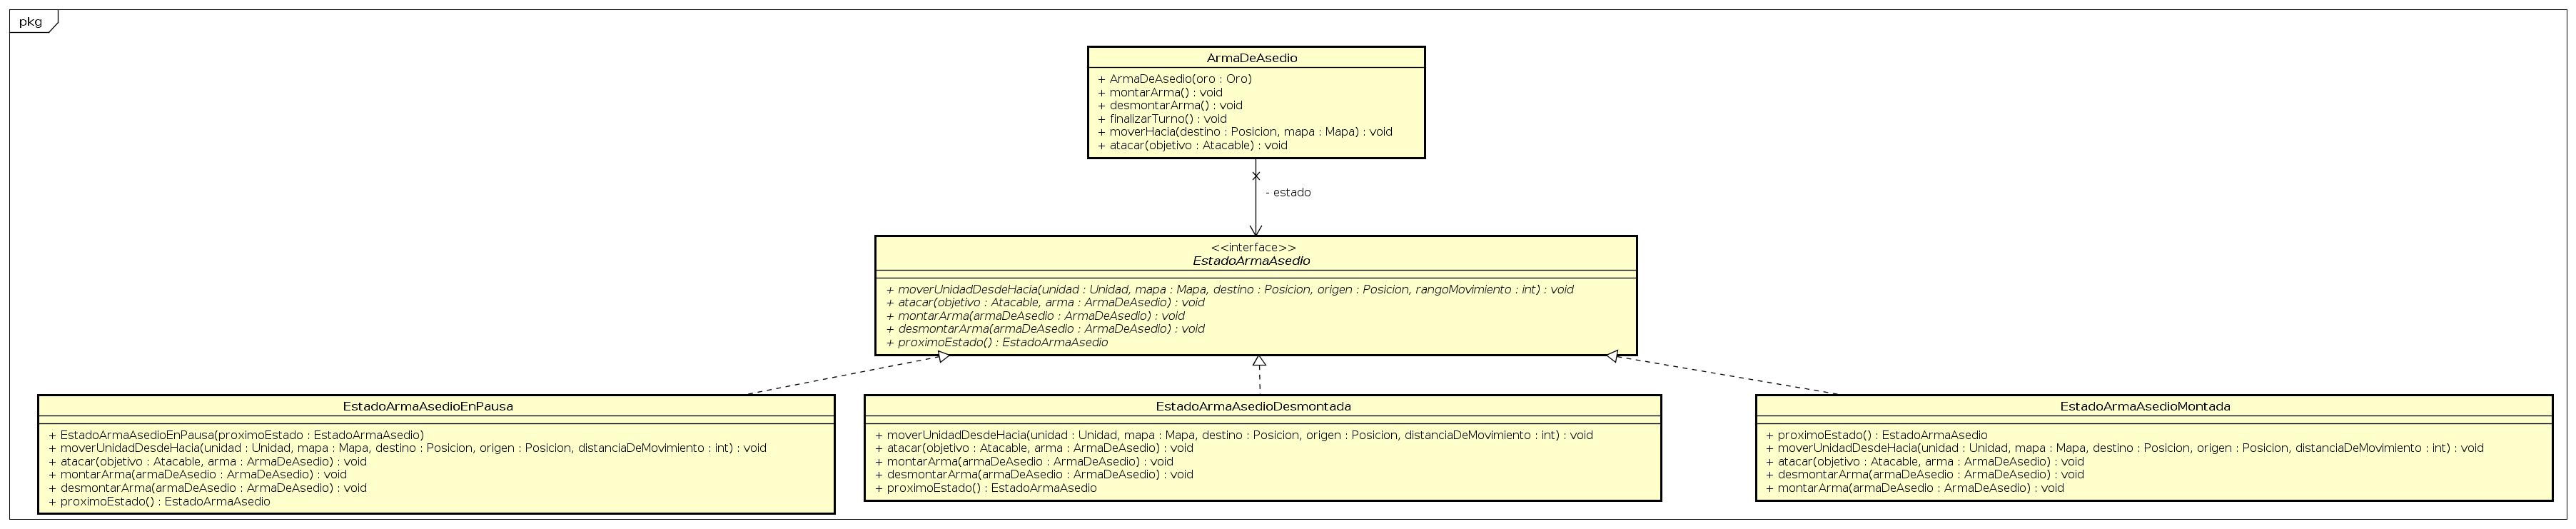 pkg
ArmaDeAsedio
+ ArmaDeAsedio(oro : Oro)
+ montarArma() : void
+ desmontarArma() : void
+ finalizarTurno() : void
+ moverHacia(destino : Posicion, mapa : Mapa) : void
+ atacar(objetivo : Atacable) : void
- estado
<<interface>>
EstadoArmaAsedio
+ moverUnidadDesdeHacia(unidad : Unidad, mapa : Mapa, destino : Posicion, origen : Posicion, rangoMovimiento : int) : void
+ atacar(objetivo : Atacable, arma : ArmaDeAsedio) : void
+ montarArma(armaDeAsedio : ArmaDeAsedio) : void
+ desmontarArma(armaDeAsedio : ArmaDeAsedio) : void
+ proximoEstado() : EstadoArmaAsedio
EstadoArmaAsedioEnPausa
+ EstadoArmaAsedioEnPausa(proximoEstado : EstadoArmaAsedio)
+ moverUnidadDesdeHacia(unidad : Unidad, mapa : Mapa, destino : Posicion, origen : Posicion, distanciaDeMovimiento : int) : void
+ atacar(objetivo : Atacable, arma : ArmaDeAsedio) : void
+ montarArma(armaDeAsedio : ArmaDeAsedio) : void
+ desmontarArma(armaDeAsedio : ArmaDeAsedio) : void
+ proximoEstado() : EstadoArmaAsedio
EstadoArmaAsedioDesmontada
+ moverUnidadDesdeHacia(unidad : Unidad, mapa : Mapa, destino : Posicion, origen : Posicion, distanciaDeMovimiento : int) : void
+ atacar(objetivo : Atacable, arma : ArmaDeAsedio) : void
+ montarArma(armaDeAsedio : ArmaDeAsedio) : void
+ desmontarArma(armaDeAsedio : ArmaDeAsedio) : void
+ proximoEstado() : EstadoArmaAsedio
EstadoArmaAsedioMontada
+ proximoEstado() : EstadoArmaAsedio
+ moverUnidadDesdeHacia(unidad : Unidad, mapa : Mapa, destino : Posicion, origen : Posicion, distanciaDeMovimiento : int) : void
+ atacar(objetivo : Atacable, arma : ArmaDeAsedio) : void
+ desmontarArma(armaDeAsedio : ArmaDeAsedio) : void
+ montarArma(armaDeAsedio : ArmaDeAsedio) : void